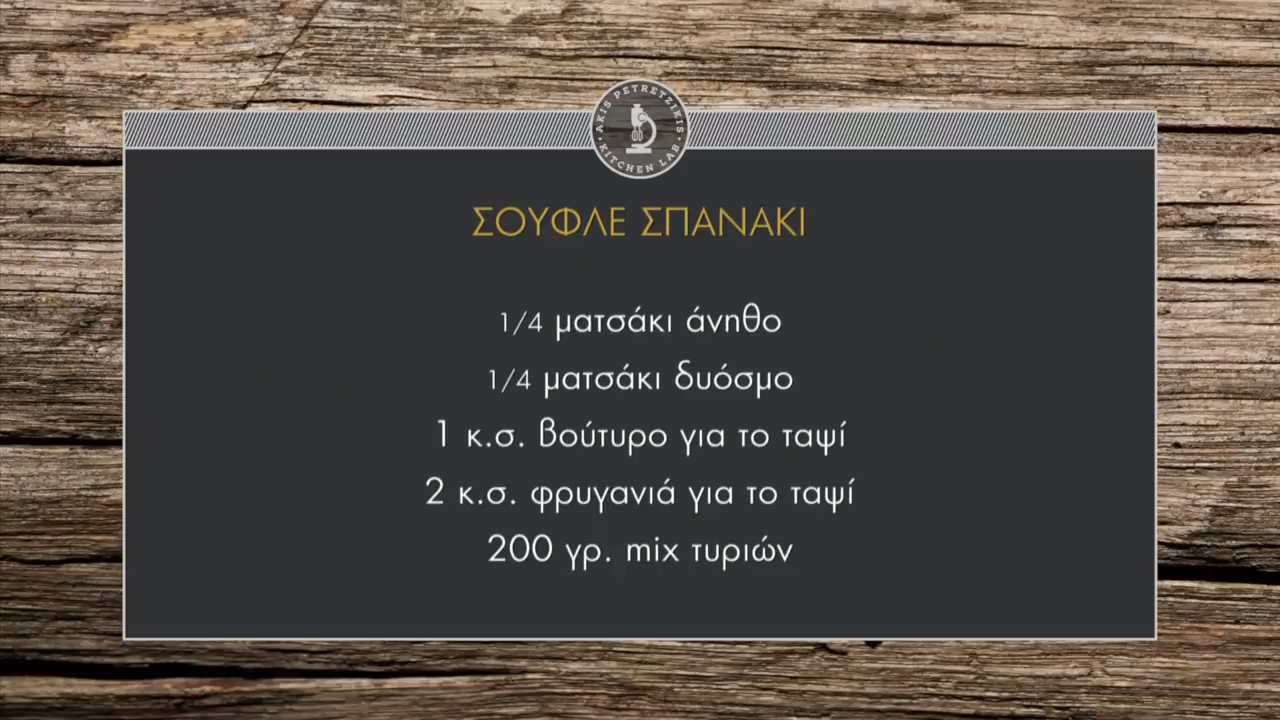 AKIS PETRETZIKIS
KITCHEN LAB
ΣΟΥΦΛΕ ΣΠΑΝΑΚΙ
1/4 ματσάκι άνηθο
1/4 ματσάκι δυόσμο
1 κ.σ. βούτυρο για το ταψί
2 κ.σ. φρυγανιά για το ταψί
200 γρ. mix τυριών